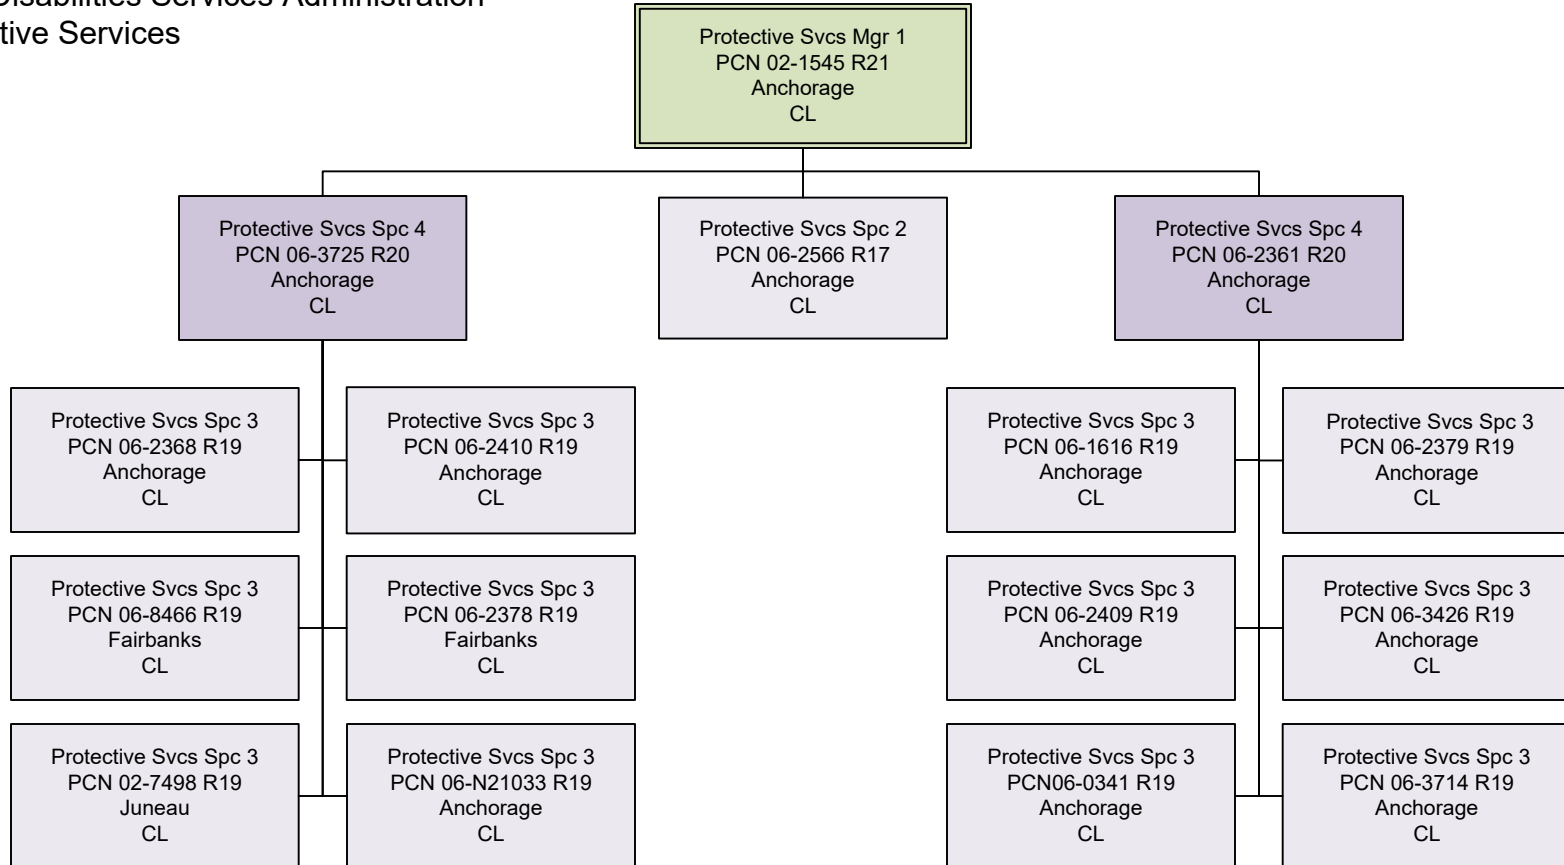 Disabilities Services Administration
tive Services
Protective Svcs Mgr 1
PCN 02-1545 R21
Anchorage
CL
Protective Svcs Spc 4
PCN 06-3725 R20
Anchorage
CL
Protective Svcs Spc 2
PCN 06-2566 R17
Anchorage
CL
Protective Svcs Spc 4
PCN 06-2361 R20
Anchorage
CL
Protective Svcs Spc 3
PCN 06-2368 R19
Anchorage
CL
Protective Svcs Spc 3
PCN 06-2410 R19
Anchorage
CL
Protective Svcs Spc 3
PCN 06-1616 R19
Anchorage
CL
Protective Svcs Spc 3
PCN 06-2379 R19
Anchorage
CL
Protective Svcs Spc 3
PCN 06-8466 R19
Fairbanks
CL
Protective Svcs Spc 3
PCN 06-2378 R19
Fairbanks
CL
Protective Svcs Spc 3
PCN 06-2409 R19
Anchorage
CL
Protective Svcs Spc 3
PCN 06-3426 R19
Anchorage
CL
Protective Svcs Spc 3
PCN 02-7498 R19
Juneau
CL
Protective Svcs Spc 3
PCN 06-N21033 R19
Anchorage
CL
Protective Svcs Spc 3
PCN06-0341 R19
Anchorage
CL
Protective Svcs Spc 3
PCN 06-3714 R19
Anchorage
CL